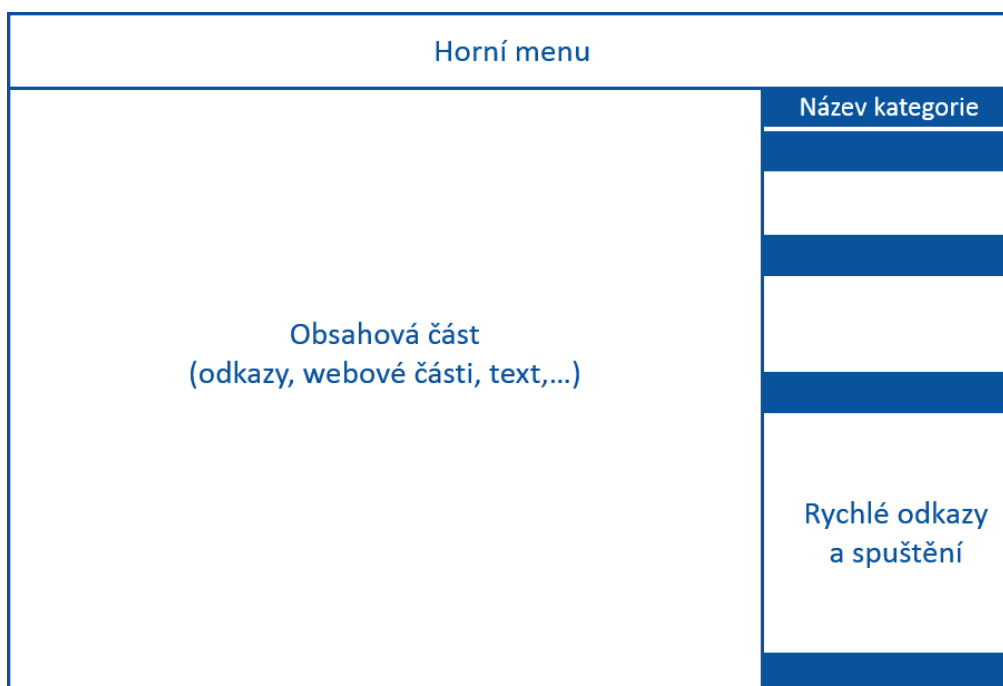 Horní menu
Název kategorie
Obsahová část
(odkazy, webové části, text,...)
Rychlé odkazy
a spuštění